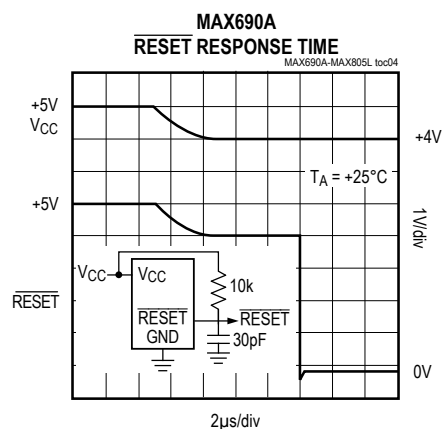 MAX690A
RESET RESPONSE TIME
MAX690A-MAX805L toc04
+5V
VCC
+4V
TA = +25°C
+5V
1V/div
VCC
VCC
10k
RESET
RESET
RESET
GND
30pF
0V
2µs/div